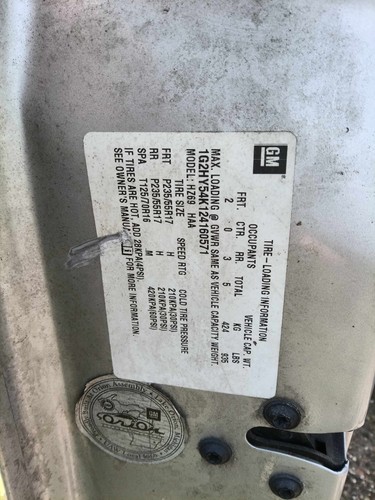 GM
TIRE-LOADING INFORMATION
OCCUPANTS VEHICLE CAP. WT.
FRT CTR. RR. TOTAL KG LBS
2 0 3 5 424 935
MAX. LOADING @ GVWR SAME AS VEHICLE CAPACITY WEIGHT.
1G2HY54K124160571
MODEL: HZ69 HAA
TIRE SIZE SPEED RTG COLD TIRE PRESSURE
FRT P235/55R17 H 210KPA(30PSI)
RR P235/55R17 H 210KPA(30PSI)
SPA T125/70R16 M 420KPA(60PSI)
IF TIRES ARE HOT, ADD 28KPA(4PSI).
SEE OWNER'S MANUAL FOR MORE INFORMATION.
GM